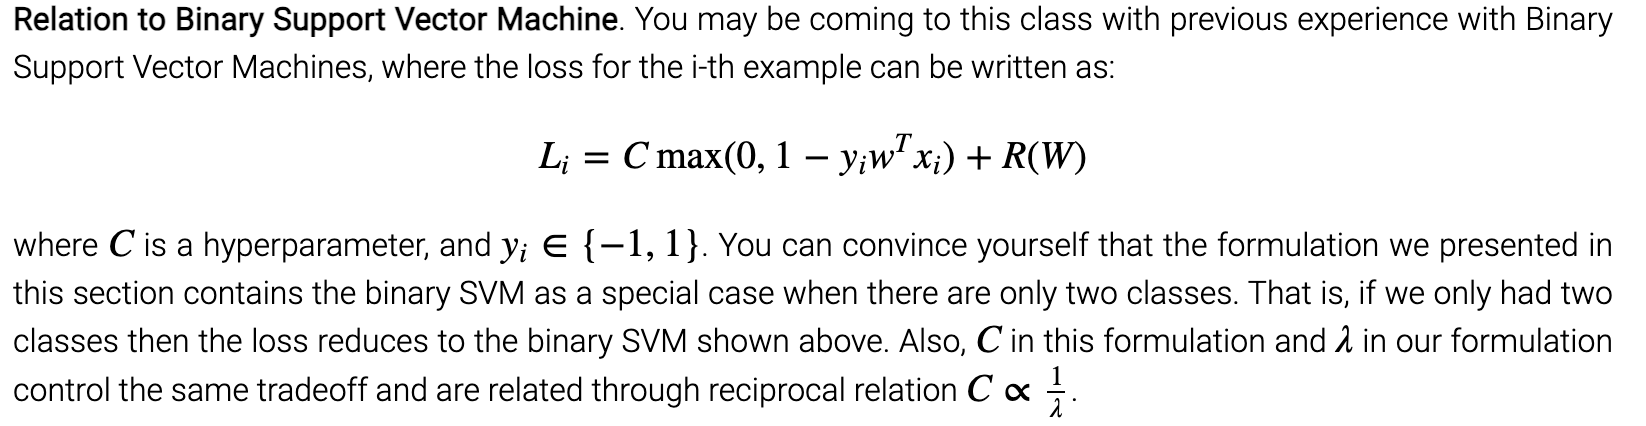 Relation to Binary Support Vector Machine. You may be coming to this class with previous experience with Binary
Support Vector Machines, where the loss for the i-th example can be written as:
L_i = C max(0, 1 − y_i w^T x_i) + R(W)
where C is a hyperparameter, and y_i ∈ {−1, 1}. You can convince yourself that the formulation we presented in
this section contains the binary SVM as a special case when there are only two classes. That is, if we only had two
classes then the loss reduces to the binary SVM shown above. Also, C in this formulation and λ in our formulation
control the same tradeoff and are related through reciprocal relation C ∝ 1/λ.